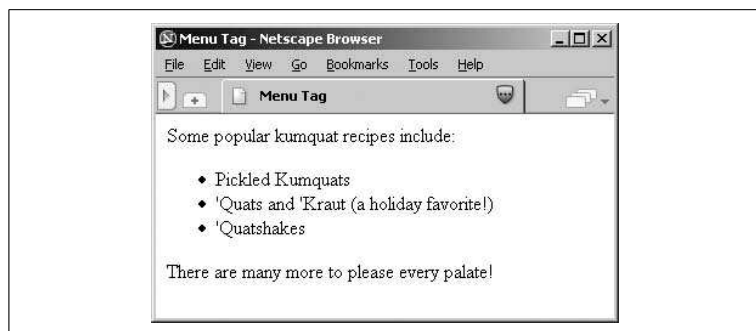 Menu Tag - Netscape Browser
File Edit View Go Bookmarks Tools Help
Menu Tag
Some popular kumquat recipes include:
• Pickled Kumquats
• 'Quats and 'Kraut (a holiday favorite!)
• 'Quatshakes
There are many more to please every palate!